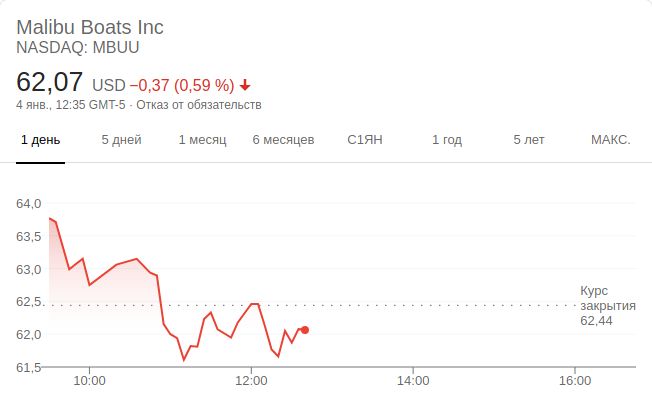 Malibu Boats Inc
NASDAQ: MBUU
62,07 USD −0,37 (0,59 %)
4 янв., 12:35 GMT-5 · Отказ от обязательств
1 день 5 дней 1 месяц 6 месяцев С1ЯН 1 год 5 лет МАКС.
64,0
63,5
63,0
62,5
62,0
61,5
Курс
закрытия
62,44
10:00 12:00 14:00 16:00